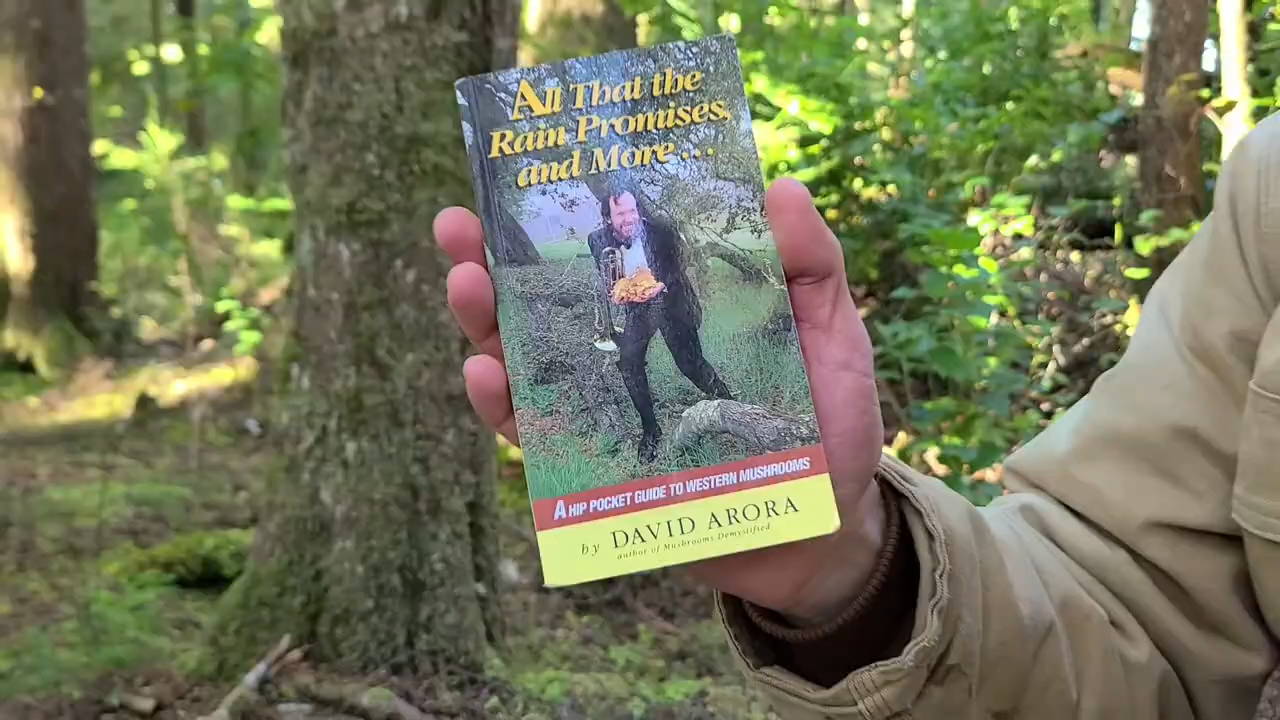 All That the
Rain Promises,
and More...
A HIP POCKET GUIDE TO WESTERN MUSHROOMS
by DAVID ARORA
author of Mushrooms Demystified